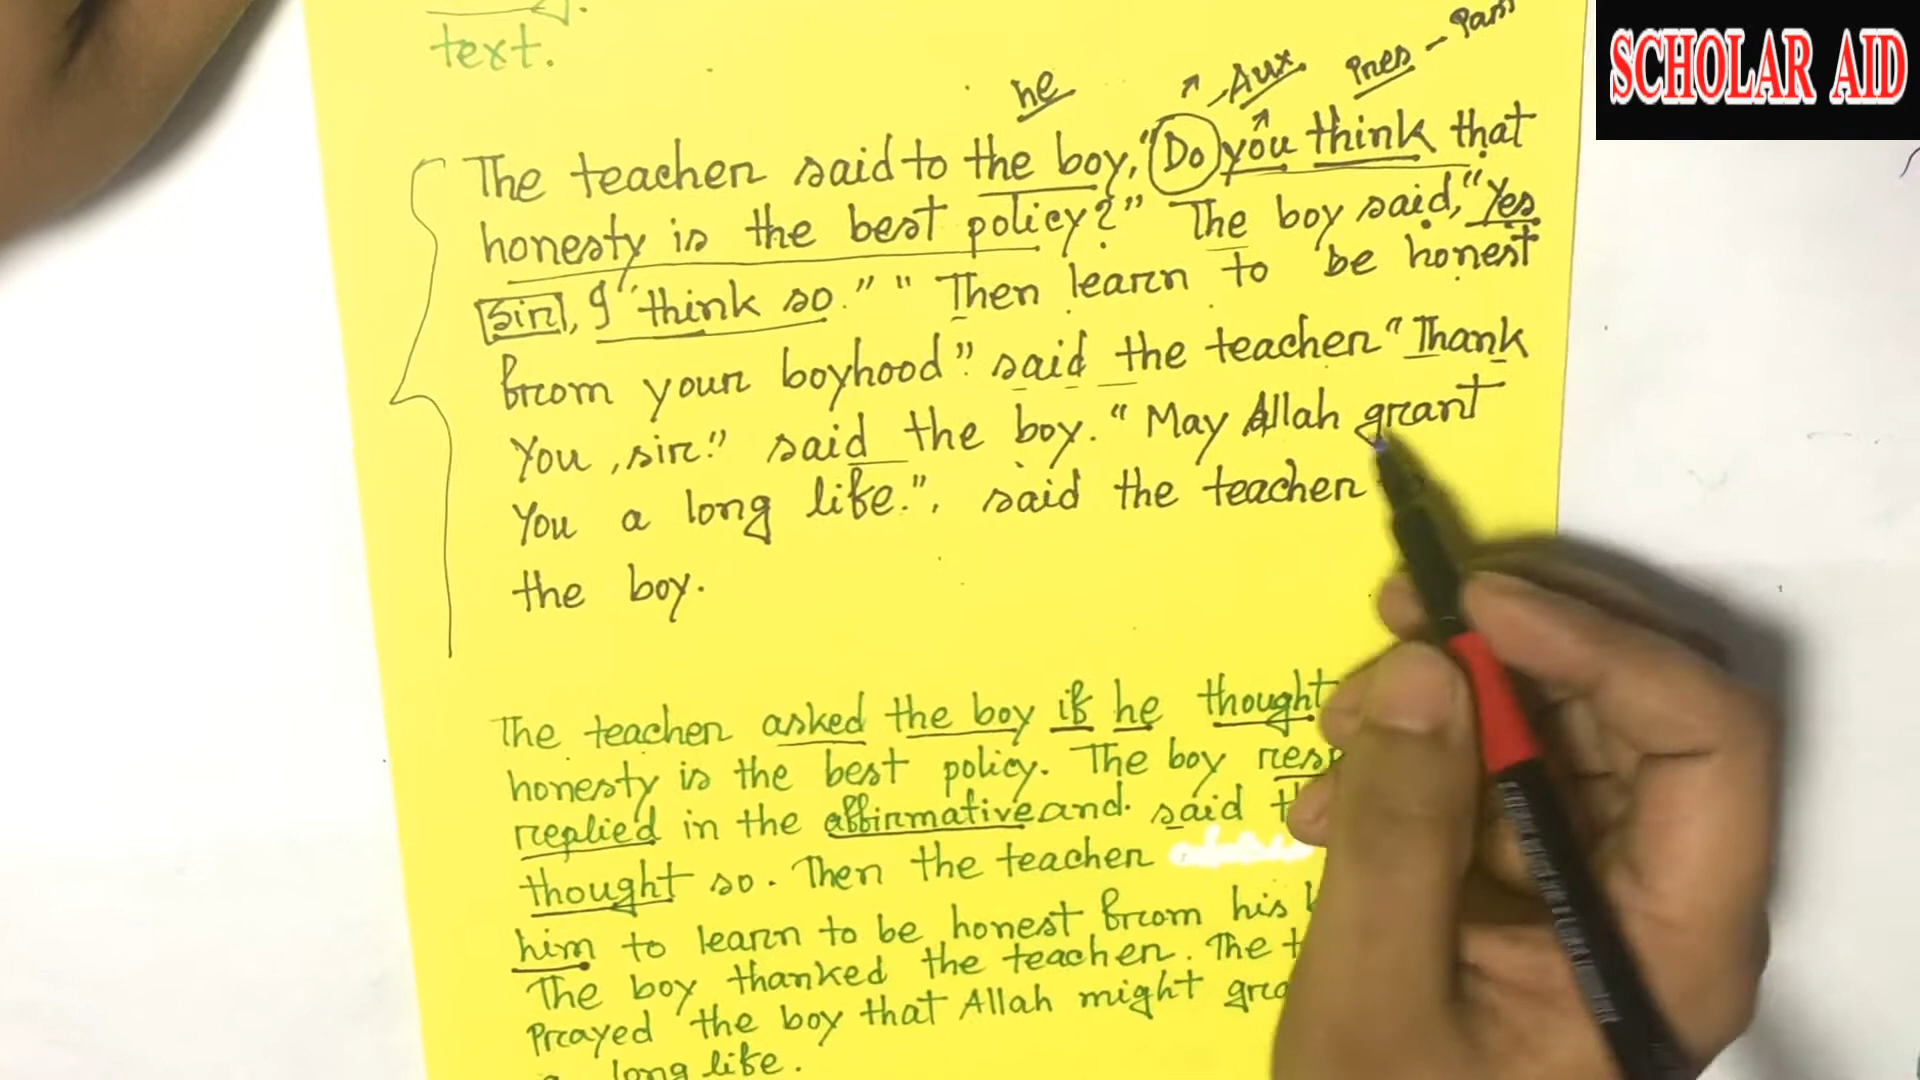 SCHOLAR AID
text.
he
Aux.
Pres -
The teacher said to the boy, "Do you think that
honesty is the best policy?" The boy said, "Yes
sir, I think so." "Then learn to be honest
from your boyhood" said the teacher "Thank
You, sir." said the boy. "May Allah grant
You a long life.", said the teacher
the boy.
The teacher asked the boy if he thought
honesty is the best policy. The boy
replied in the affirmative and said
thought so. Then the teacher
him to learn to be honest from his
The boy thanked the teacher. The
Prayed the boy that Allah might
long life.